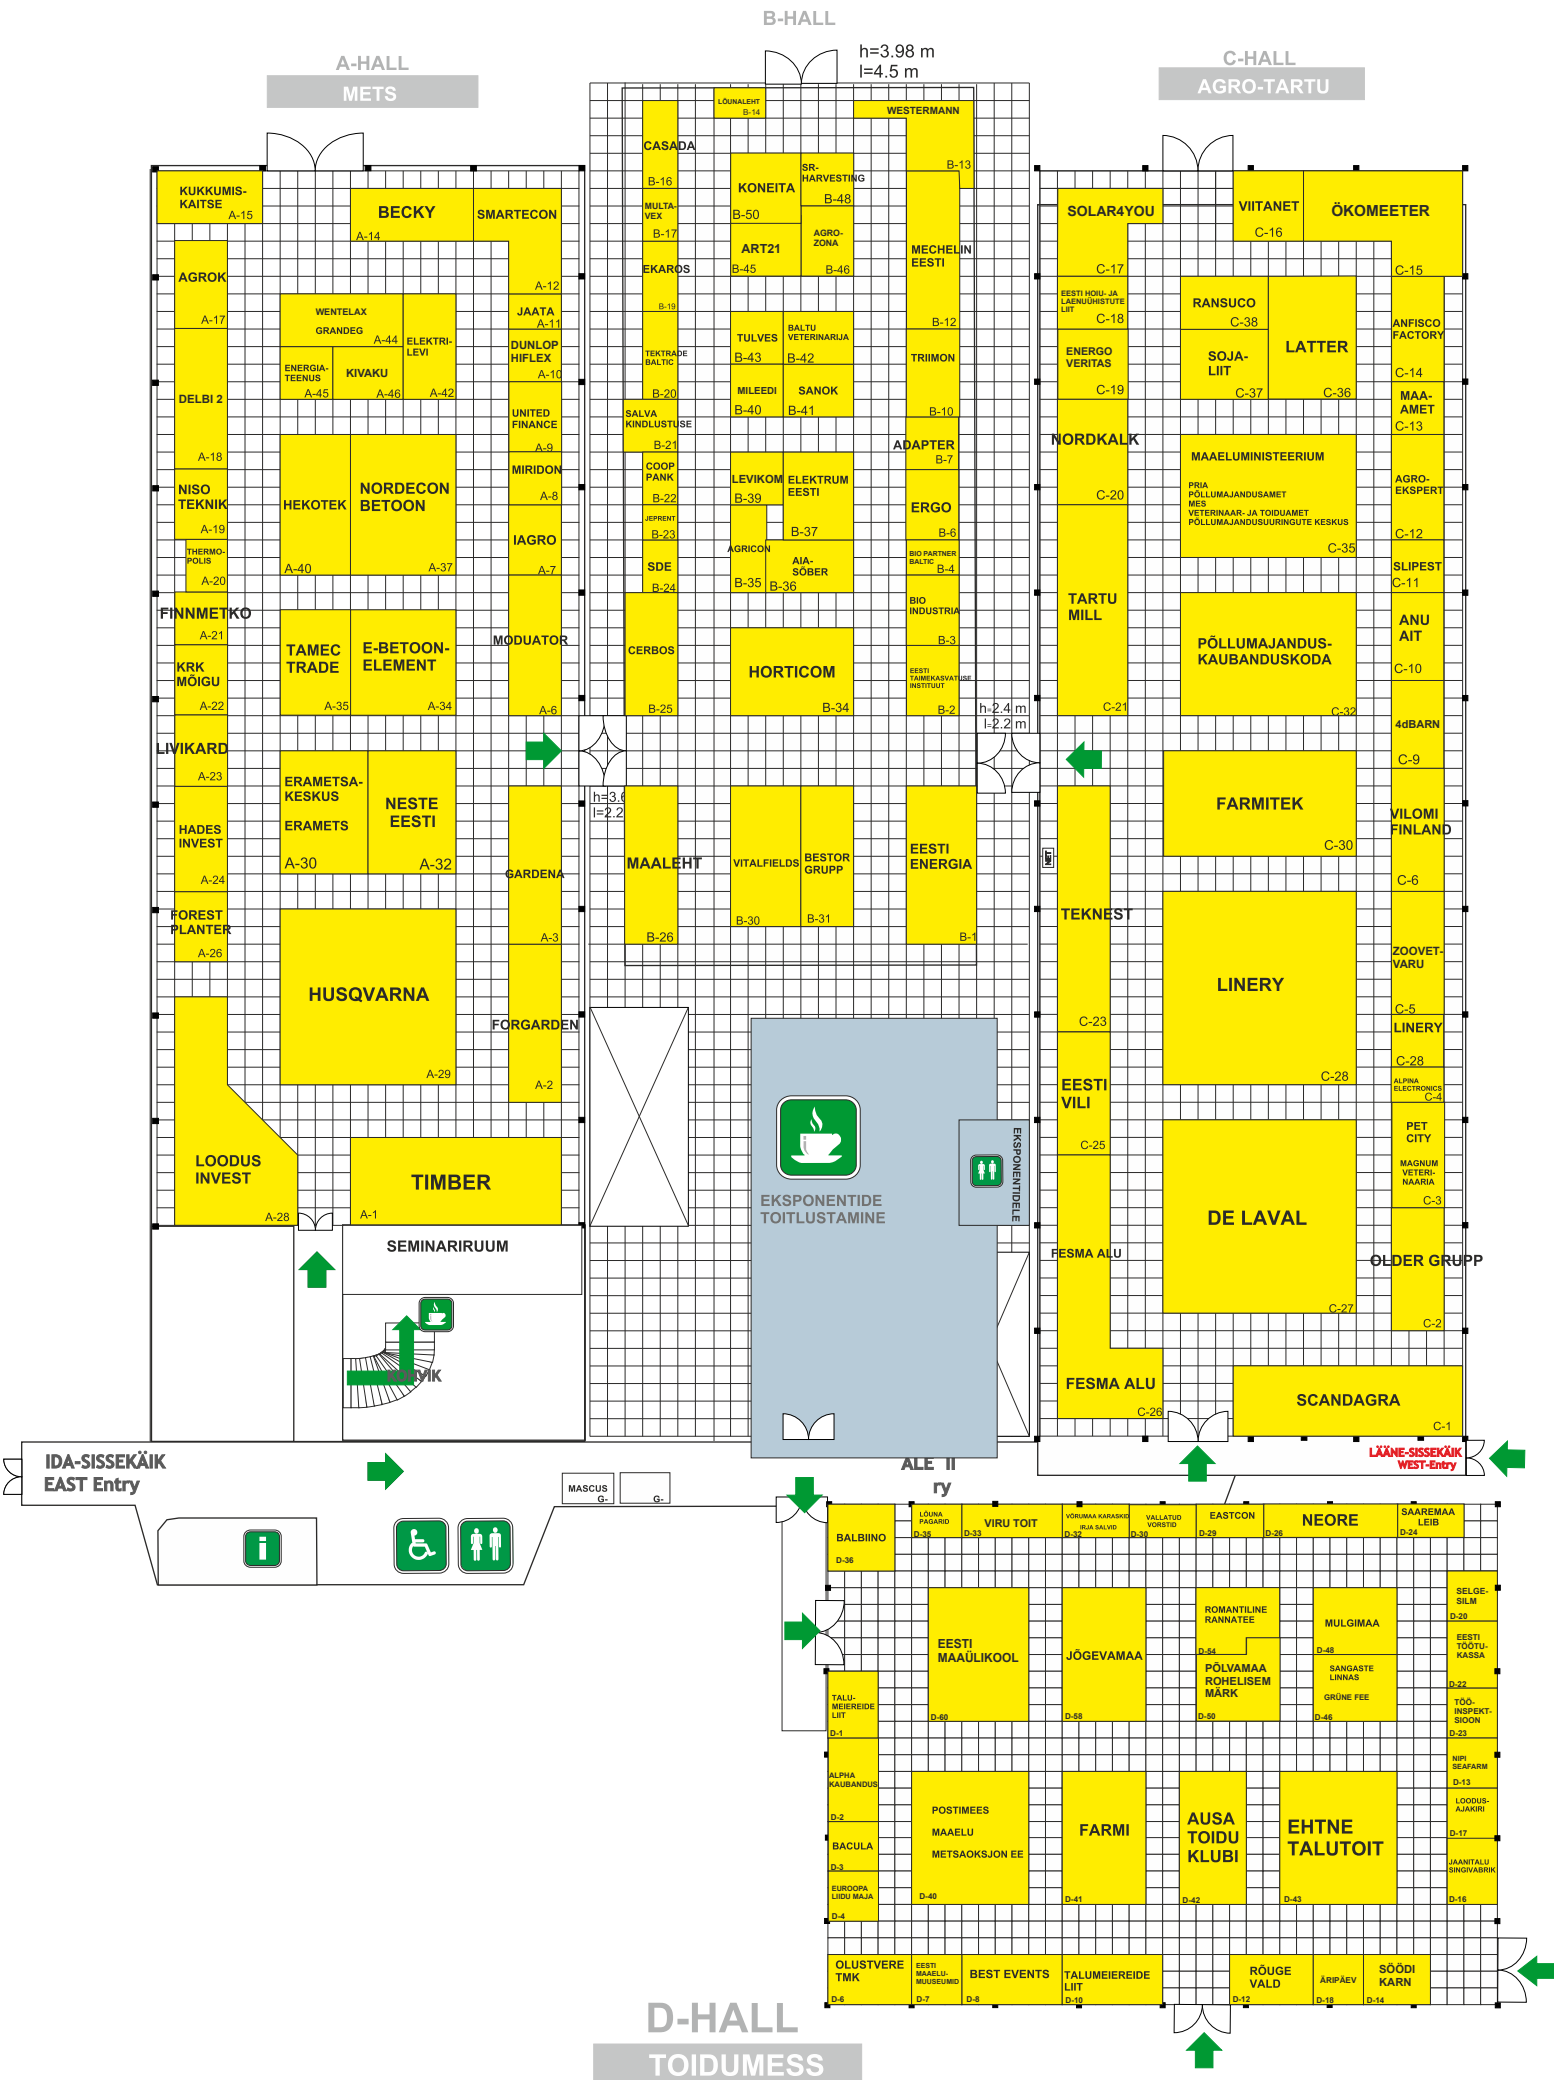 B-HALL
h=3.98 m
l=4.5 m
A-HALL
METS
C-HALL
AGRO-TARTU
KUKKUMIS-
KAITSE
A-15
BECKY
A-14
SMARTECON
A-12
AGROK
A-17
WENTELAX
GRANDEG
A-44
ELEKTRI-
LEVI
A-42
JAATA
A-11
DUNLOP
HIFLEX
A-10
ENERGIA-
TEENUS
A-45
KIVAKU
A-46
DELBI 2
A-18
UNITED
FINANCE
A-9
MIRIDON
A-8
NISO
TEKNIK
A-19
HEKOTEK
A-40
NORDECON
BETOON
A-37
IAGRO
A-7
THERMO-
POLIS
A-20
FINNMETKO
A-21
TAMEC
TRADE
A-35
E-BETOON-
ELEMENT
A-34
MODUATOR
A-6
KRK
MÕIGU
A-22
LIVIKARD
A-23
ERAMETSA-
KESKUS
ERAMETS
A-30
NESTE
EESTI
A-32
HADES
INVEST
A-24
GARDENA
A-3
FOREST
PLANTER
A-26
HUSQVARNA
A-29
FORGARDEN
A-2
LOODUS
INVEST
A-28
TIMBER
A-1
SEMINARIRUUM
LÕUNALEHT
B-14
WESTERMANN
B-13
CASADA
B-16
KONEITA
B-50
SR-
HARVESTING
B-48
MULTA-
VEX
B-17
ART21
B-45
AGRO-
ZONA
B-46
MECHELIN
EESTI
B-12
EKAROS
B-19
TULVES
B-43
BALTU
VETERINARIJA
B-42
TEKTRADE
BALTIC
B-20
TRIIMON
B-10
MILEEDI
B-40
SANOK
B-41
SALVA
KINDLUSTUSE
B-21
ADAPTER
B-7
COOP
PANK
B-22
LEVIKOM
B-39
ELEKTRUM
EESTI
B-37
ERGO
B-6
JEPRENT
B-23
SDE
B-24
AGRICON
B-35
AIA-
SÕBER
B-36
BIO PARTNER
BALTIC
B-4
BIO
INDUSTRIA
B-3
CERBOS
B-25
HORTICOM
B-34
EESTI
TAIMEKASVATUSE
INSTITUUT
B-2
h=2.4 m
l=2.2 m
h=3.6
l=2.2
MAALEHT
B-26
VITALFIELDS
B-30
BESTOR
GRUPP
B-31
EESTI
ENERGIA
B-1
EKSPONENTIDE
TOITLUSTAMINE
EKSPONENTIDELE
SOLAR4YOU
C-17
VIITANET
C-16
ÖKOMEETER
C-15
EESTI HOIU- JA
LAENUÜHISTUTE
LIIT
C-18
RANSUCO
C-38
LATTER
C-36
ANFISCO
FACTORY
C-14
ENERGO
VERITAS
C-19
SOJA-
LIIT
C-37
MAA-
AMET
C-13
NORDKALK
C-20
MAAELUMINISTEERIUM
PRIA
PÕLLUMAJANDUSAMET
MES
VETERINAAR- JA TOIDUAMET
PÕLLUMAJANDUSUURINGUTE KESKUS
C-35
AGRO-
EKSPERT
C-12
SLIPEST
C-11
TARTU
MILL
C-21
PÕLLUMAJANDUS-
KAUBANDUSKODA
C-32
ANU
AIT
C-10
4dBARN
C-9
FARMITEK
C-30
VILOMI
FINLAND
C-6
NET
TEKNEST
C-23
LINERY
C-28
ZOOVET-
VARU
C-5
LINERY
C-28
EESTI
VILI
C-25
ALPINA
ELECTRONICS
C-4
PET
CITY
MAGNUM
VETERI-
NAARIA
C-3
DE LAVAL
C-27
FESMA ALU
OLDER GRUPP
C-2
FESMA ALU
C-26
SCANDAGRA
C-1
IDA-SISSEKÄIK
EAST Entry
LÄÄNE-SISSEKÄIK
WEST-Entry
ALE II
ry
MASCUS
G-
G-
i
BALBIINO
D-36
LÕUNA
PAGARID
D-35
VIRU TOIT
D-33
VÕRUMAA KARASKID
IRJA SALVID
D-32
VALLATUD
VORSTID
D-30
EASTCON
D-29
NEORE
D-26
SAAREMAA
LEIB
D-24
EESTI
MAAÜLIKOOL
D-60
JÕGEVAMAA
D-58
ROMANTILINE
RANNATEE
D-54
PÕLVAMAA
ROHELISEM
MÄRK
D-50
MULGIMAA
D-48
SANGASTE
LINNAS
GRÜNE FEE
D-46
SELGE-
SILM
D-20
EESTI
TÖÖTU-
KASSA
D-22
TÖÖ-
INSPEKT-
SIOON
D-23
TALU-
MEIEREIDE
LIIT
D-1
ALPHA
KAUBANDUS
D-2
BACULA
D-3
EUROOPA
LIIDU MAJA
D-4
POSTIMEES
MAAELU
METSAOKSJON EE
D-40
FARMI
D-41
AUSA
TOIDU
KLUBI
D-42
EHTNE
TALUTOIT
D-43
NIPI
SEAFARM
D-13
LOODUS-
AJAKIRI
D-17
JAANITALU
SINGIVABRIK
D-16
OLUSTVERE
TMK
D-6
EESTI
MAAELU-
MUUSEUMID
D-7
BEST EVENTS
D-8
TALUMEIEREIDE
LIIT
D-10
RÕUGE
VALD
D-12
ÄRIPÄEV
D-18
SÖÖDI
KARN
D-14
D-HALL
TOIDUMESS